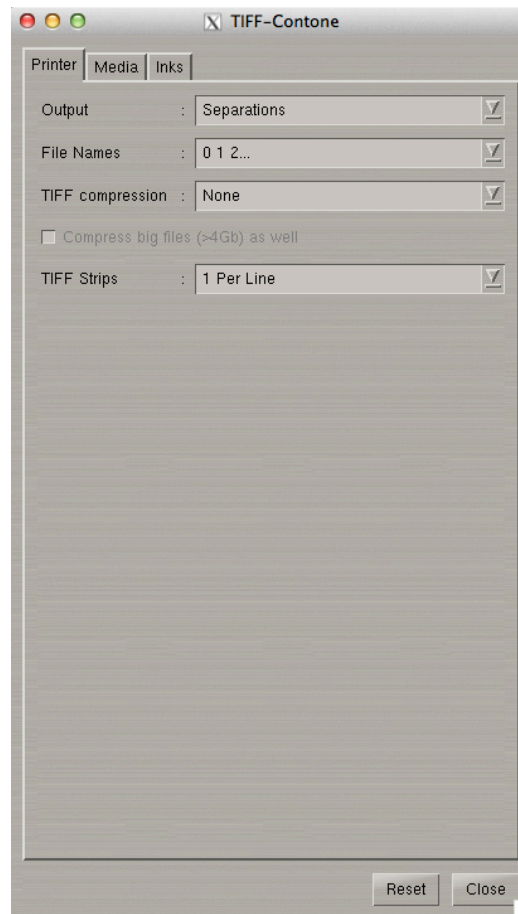 TIFF-Contone
Printer Media Inks
Output : Separations
File Names : 0 1 2...
TIFF compression : None
Compress big files (>4Gb) as well
TIFF Strips : 1 Per Line
Reset Close